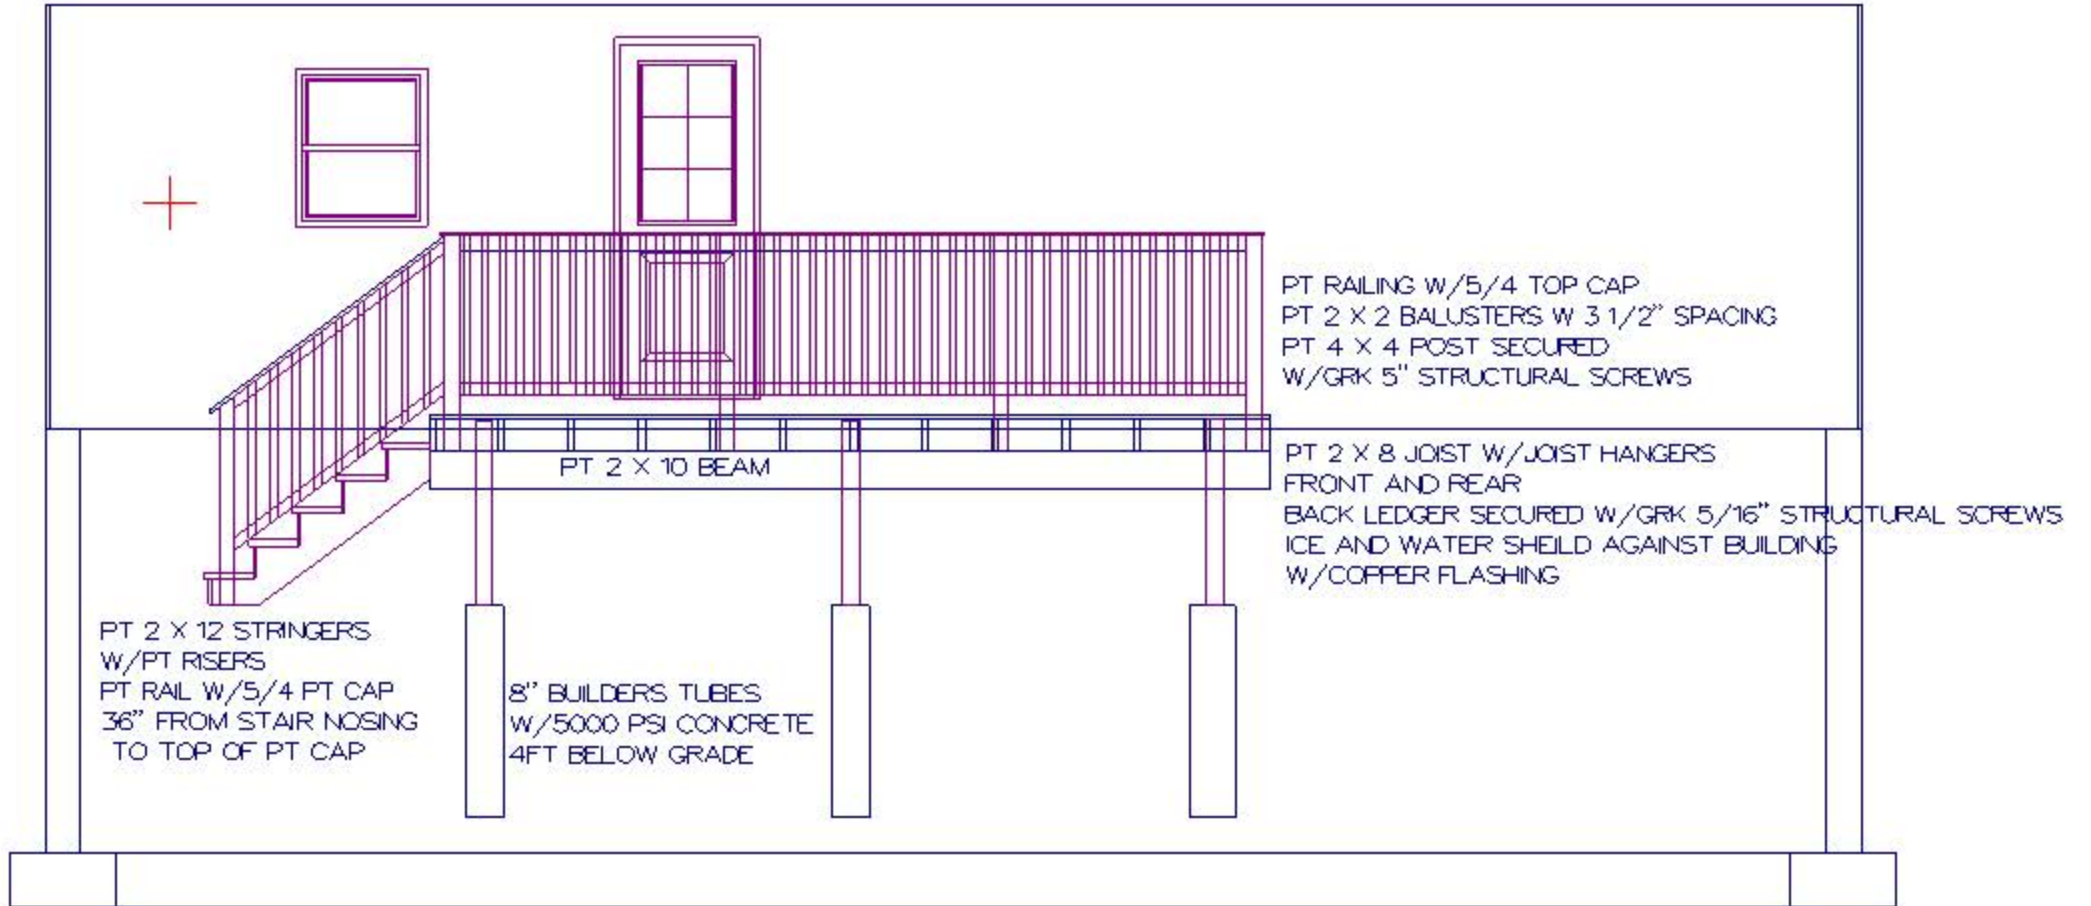 PT RAILING W/5/4 TOP CAP
PT 2 X 2 BALUSTERS W 3 1/2" SPACING
PT 4 X 4 POST SECURED
W/GRK 5" STRUCTURAL SCREWS
PT 2 X 8 JOIST W/JOIST HANGERS
FRONT AND REAR
BACK LEDGER SECURED W/GRK 5/16" STRUCTURAL SCREWS
ICE AND WATER SHEILD AGAINST BUILDING
W/COPPER FLASHING
PT 2 X 10 BEAM
PT 2 X 12 STRINGERS
W/PT RISERS
PT RAIL W/5/4 PT CAP
36" FROM STAIR NOSING
TO TOP OF PT CAP
8" BUILDERS TUBES
W/5000 PSI CONCRETE
4FT BELOW GRADE